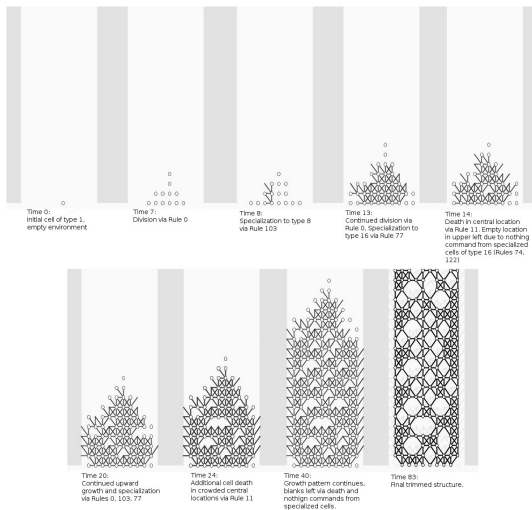 Time 0:
Initial cell of type 1,
empty environment
Time 7:
Division via Rule 0
Time 8:
Specialization to type 8
via Rule 103
Time 13:
Continued division via
Rule 0, Specialization to
type 16 via Rule 77
Time 14:
Death in central location
via Rule 11. Empty location
in upper left due to nothing
command from specialized
cells of type 16 (Rules 74,
122)
Time 20:
Continued upward
growth and specialization
via Rules 0, 103, 77
Time 24:
Additional cell death
in crowded central
locations via Rule 11
Time 40:
Growth pattern continues,
blanks left via death and
nothign commands from
specialized cells.
Time 83:
Final trimmed structure.